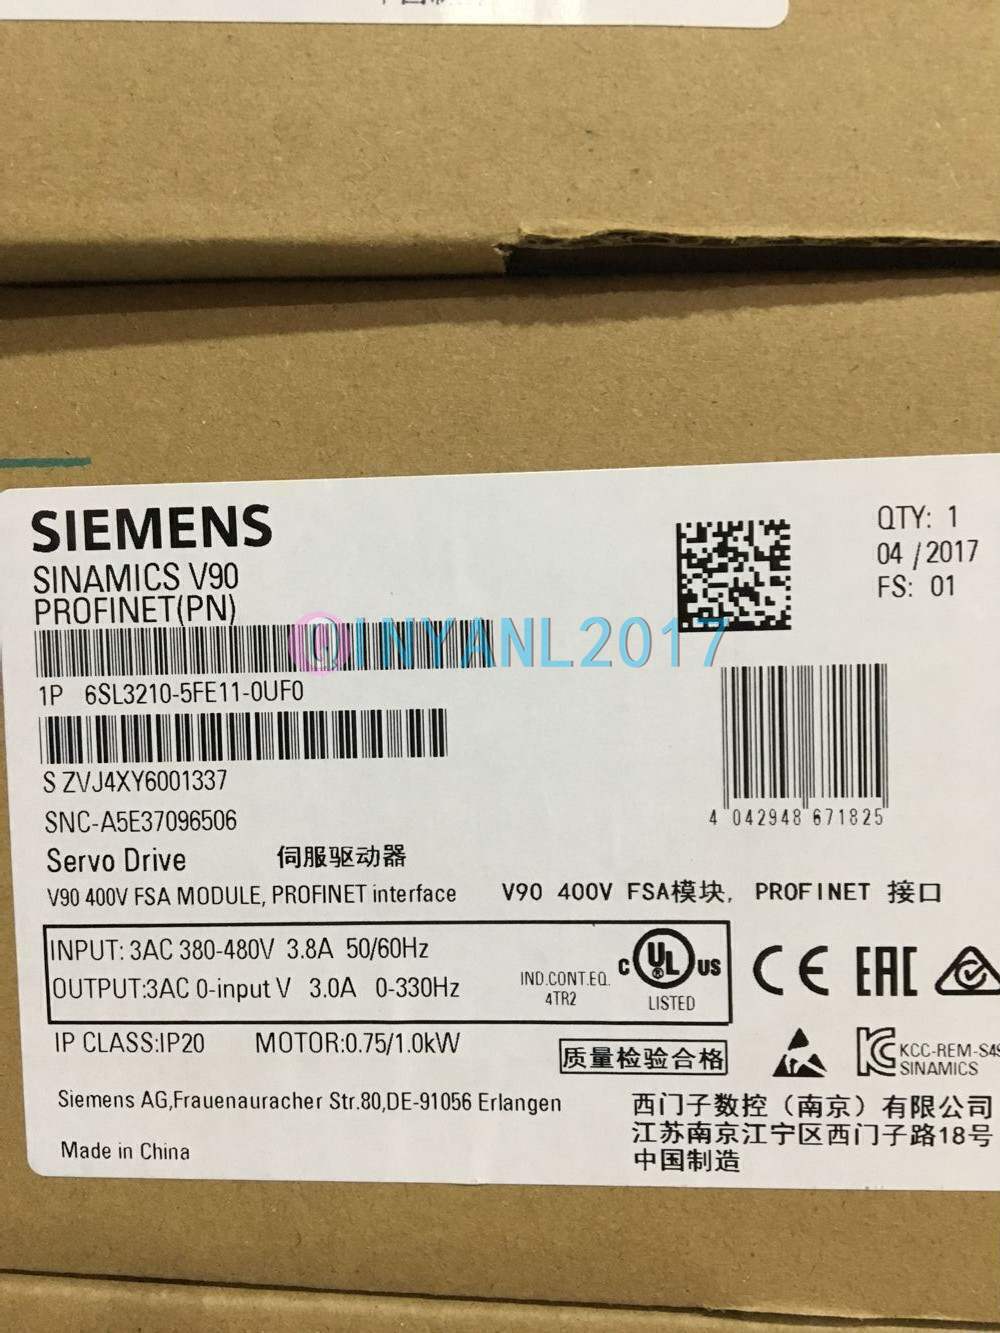 SIEMENS
SINAMICS V90
PROFINET(PN)
QTY: 1
04 /2017
FS: 01
QINYANL2017
1P 6SL3210-5FE11-0UF0
S ZVJ4XY6001337
SNC-A5E37096506
4 042948 671825
Servo Drive 伺服驱动器
V90 400V FSA MODULE, PROFINET interface V90 400V FSA模块, PROFINET 接口
INPUT: 3AC 380-480V 3.8A 50/60Hz
OUTPUT:3AC 0-input V 3.0A 0-330Hz
IND.CONT.EQ.
4TR2
C UL US
LISTED
CE EAC
IP CLASS:IP20 MOTOR:0.75/1.0kW
质量检验合格
KCC-REM-S49
SINAMICS
Siemens AG,Frauenauracher Str.80,DE-91056 Erlangen
Made in China
西门子数控（南京）有限公司
江苏南京江宁区西门子路18号
中国制造